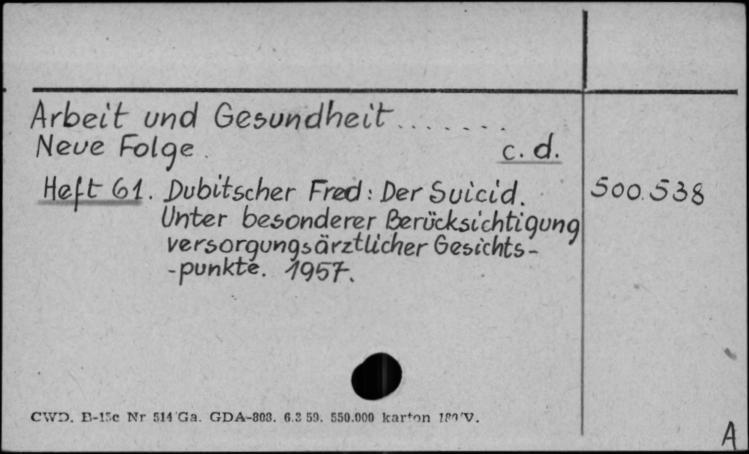 Arbeit und Gesundheit.......
Neue Folge.
c. d.
Heft 61. Dubitscher Fred: Der Suicid. 500.538
Unter besonderer Berücksichtigung
versorgungsärztlicher Gesichts-
-punkte. 1957.
CWD. B-15c Nr 514 Ga. GDA-808. 6.3 59. 550.000 karton V.
A